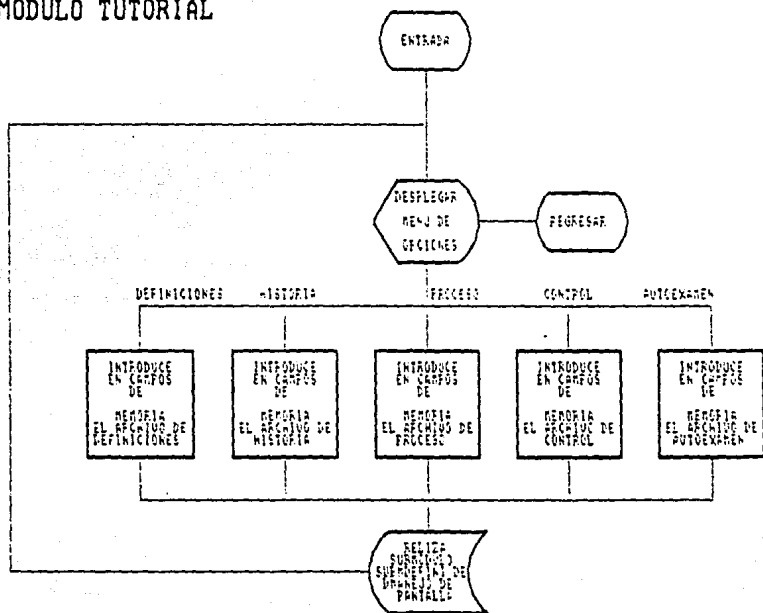 MODULO TUTORIAL
ENTRADA
DESPLEGAR
MENU DE
OPCIONES
REGRESAR
DEFINICIONES HISTORIA PROCESO CONTROL AUTOEXAMEN
INTRODUCE
EN CAMPOS
DE
MEMORIA
EL ARCHIVO DE
DEFINICIONES
INTRODUCE
EN CAMPOS
DE
MEMORIA
EL ARCHIVO DE
HISTORIA
INTRODUCE
EN CAMPOS
DE
MEMORIA
EL ARCHIVO DE
PROCESO
INTRODUCE
EN CAMPOS
DE
MEMORIA
EL ARCHIVO DE
CONTROL
INTRODUCE
EN CAMPOS
DE
MEMORIA
EL ARCHIVO DE
AUTOEXAMEN
RELIZA
DE
MANEJO DE
PANTALLA